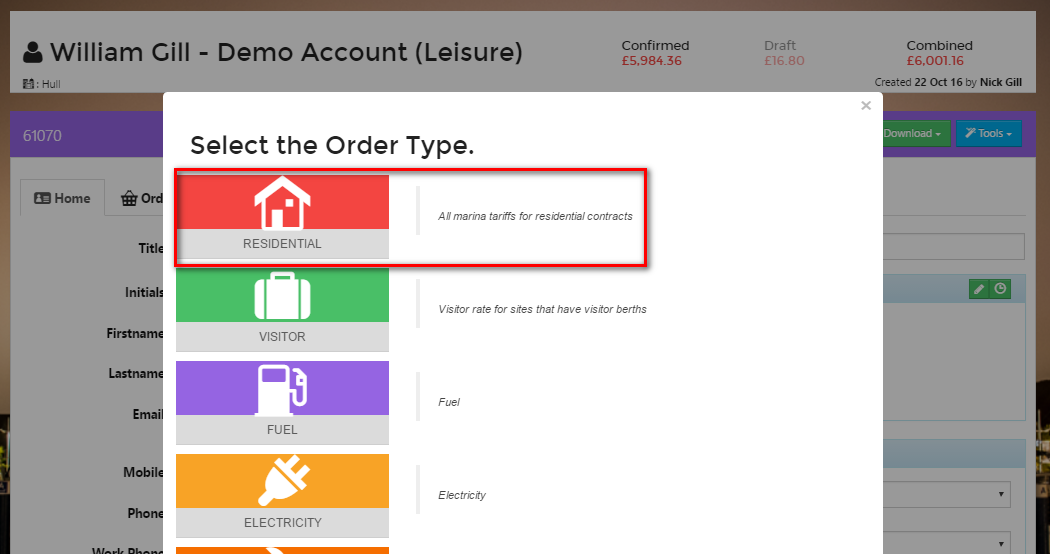 William Gill - Demo Account (Leisure)
Confirmed
£5,984.36
Draft
£16.80
Combined
£6,001.16
: Hull
Created 22 Oct 16 by Nick Gill
×
61070
Download
Tools
Select the Order Type.
Home
Ord
RESIDENTIAL
All marina tariffs for residential contracts
Title
Initials
VISITOR
Visitor rate for sites that have visitor berths
Firstname
Lastname
Email
FUEL
Fuel
Mobile
Phone
ELECTRICITY
Electricity
Work Phone